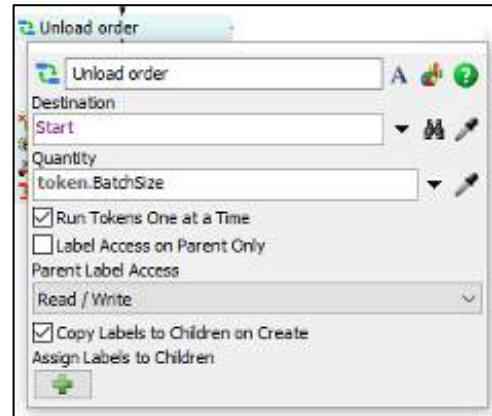 Unload order
Unload order
Destination
Start
Quantity
token.BatchSize
Run Tokens One at a Time
Label Access on Parent Only
Parent Label Access
Read / Write
Copy Labels to Children on Create
Assign Labels to Children